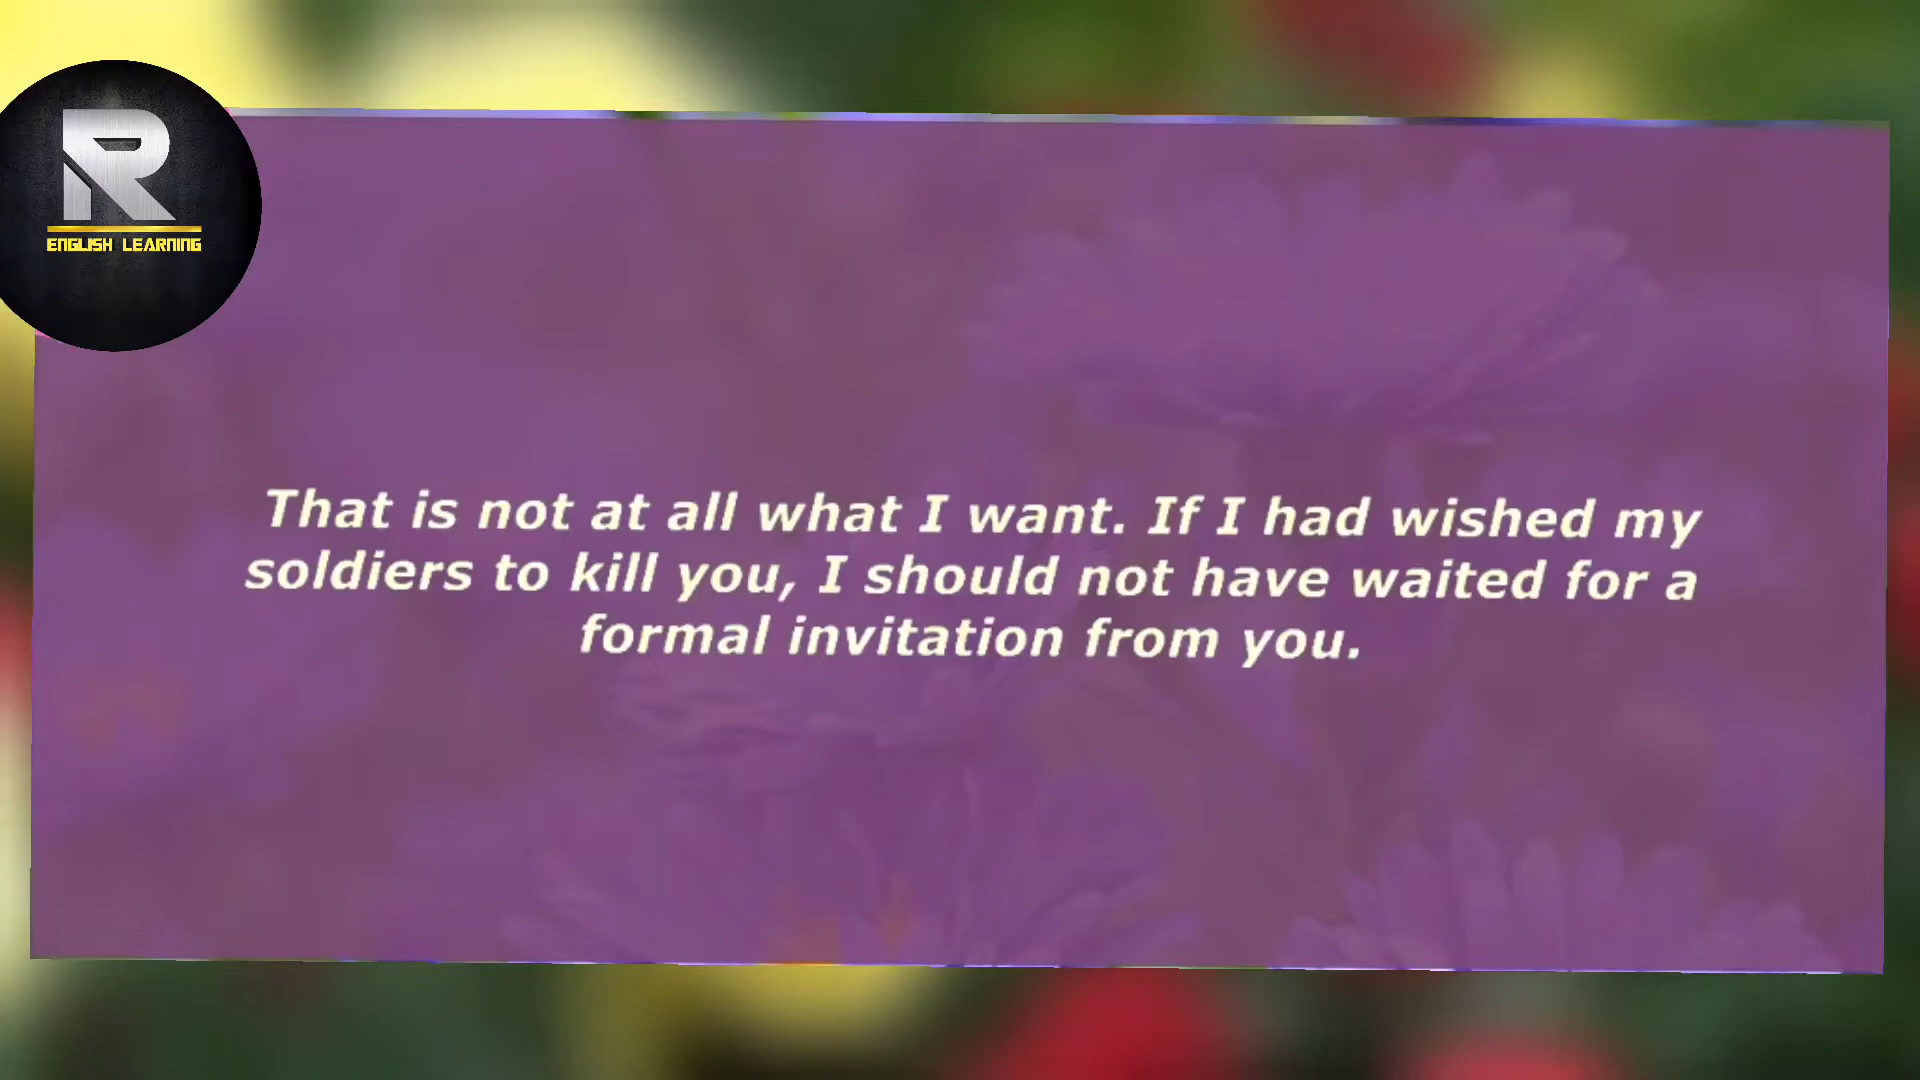 R
ENGLISH LEARNING
That is not at all what I want. If I had wished my
soldiers to kill you, I should not have waited for a
formal invitation from you.